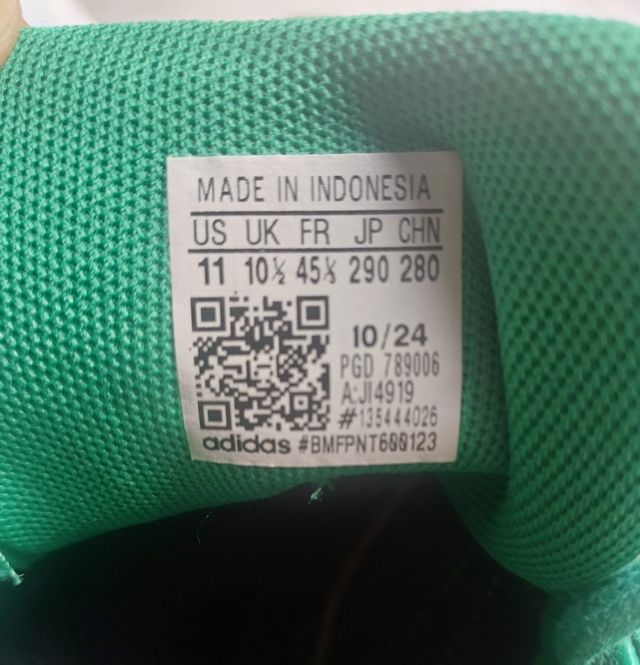 MADE IN INDONESIA
US UK FR JP CHN
11 10½ 45⅓ 290 280
10/24
PGD 789006
A:JI4919
#135444026
adidas #BMFPNT600123